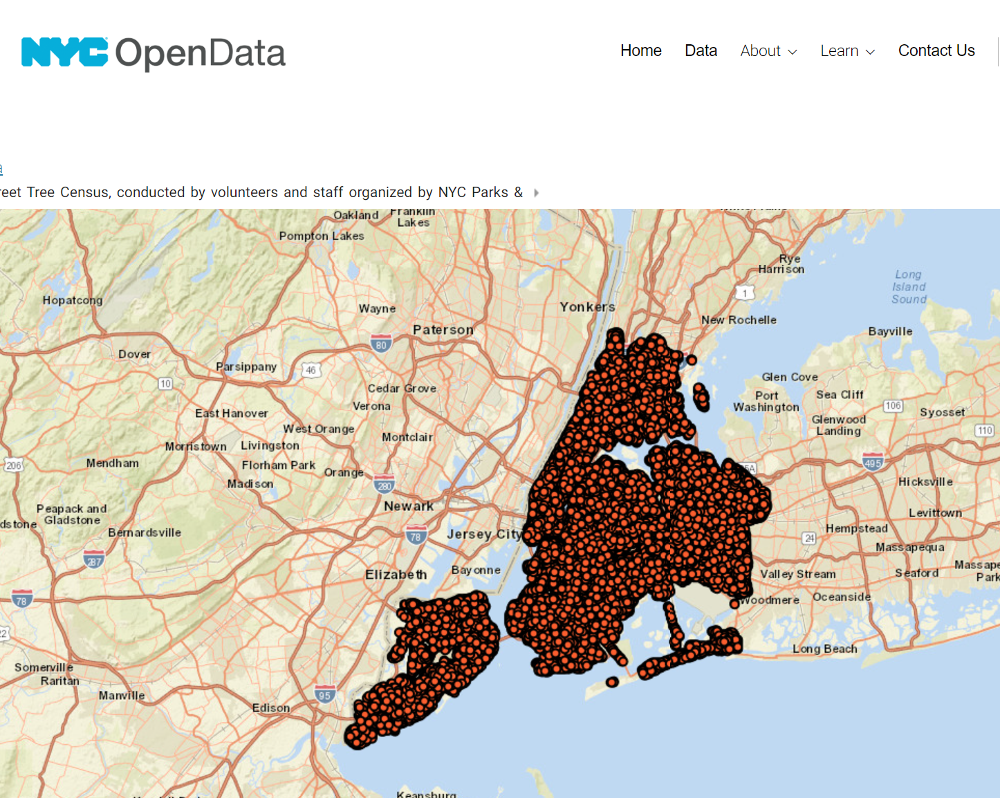 NYC OpenData
Home Data About Learn Contact Us
reet Tree Census, conducted by volunteers and staff organized by NYC Parks &
Oakland
Franklin
Lakes
Pompton Lakes
Rye
Harrison
Long
Island
Sound
1
Hopatcong
Wayne
Yonkers
New Rochelle
Paterson
Bayville
80
Dover
Parsippany
46
10
Cedar Grove
Glen Cove
Verona
Port
Washington
Sea Cliff
106
Syosset
East Hanover
Glenwood
Landing
West Orange
Montclair
110
Morristown
Livingston
206
Mendham
Florham Park
Orange
495
5A
Madison
280
Hicksville
Newark
Peapack and
Gladstone
dstone
Levittown
Bernardsville
78
Jersey City
Hempstead
24
Massapequa
287
Bayonne
Elizabeth
Valley Stream
Seaford
Massape
Park
78
Woodmere
Oceanside
22
Long Beach
Somerville
Raritan
Manville
95
Edison
Keansburg